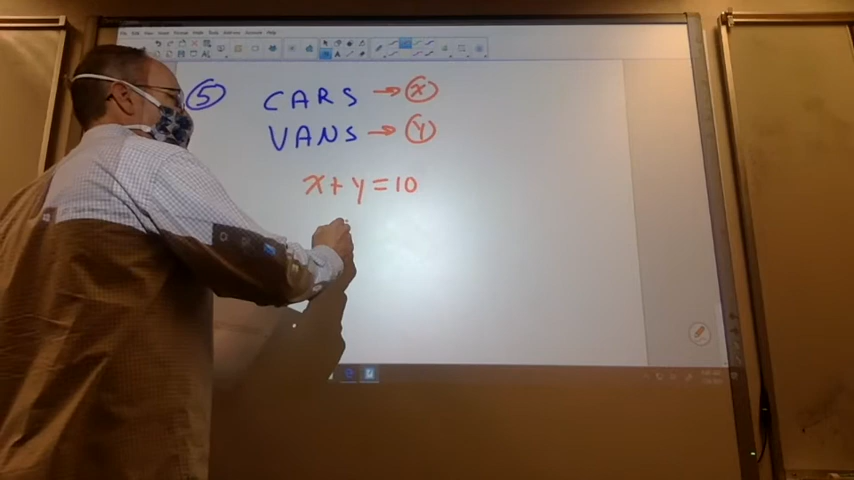 ⑤ CARS → ⓧ
VANS → ⓨ
x + y = 10